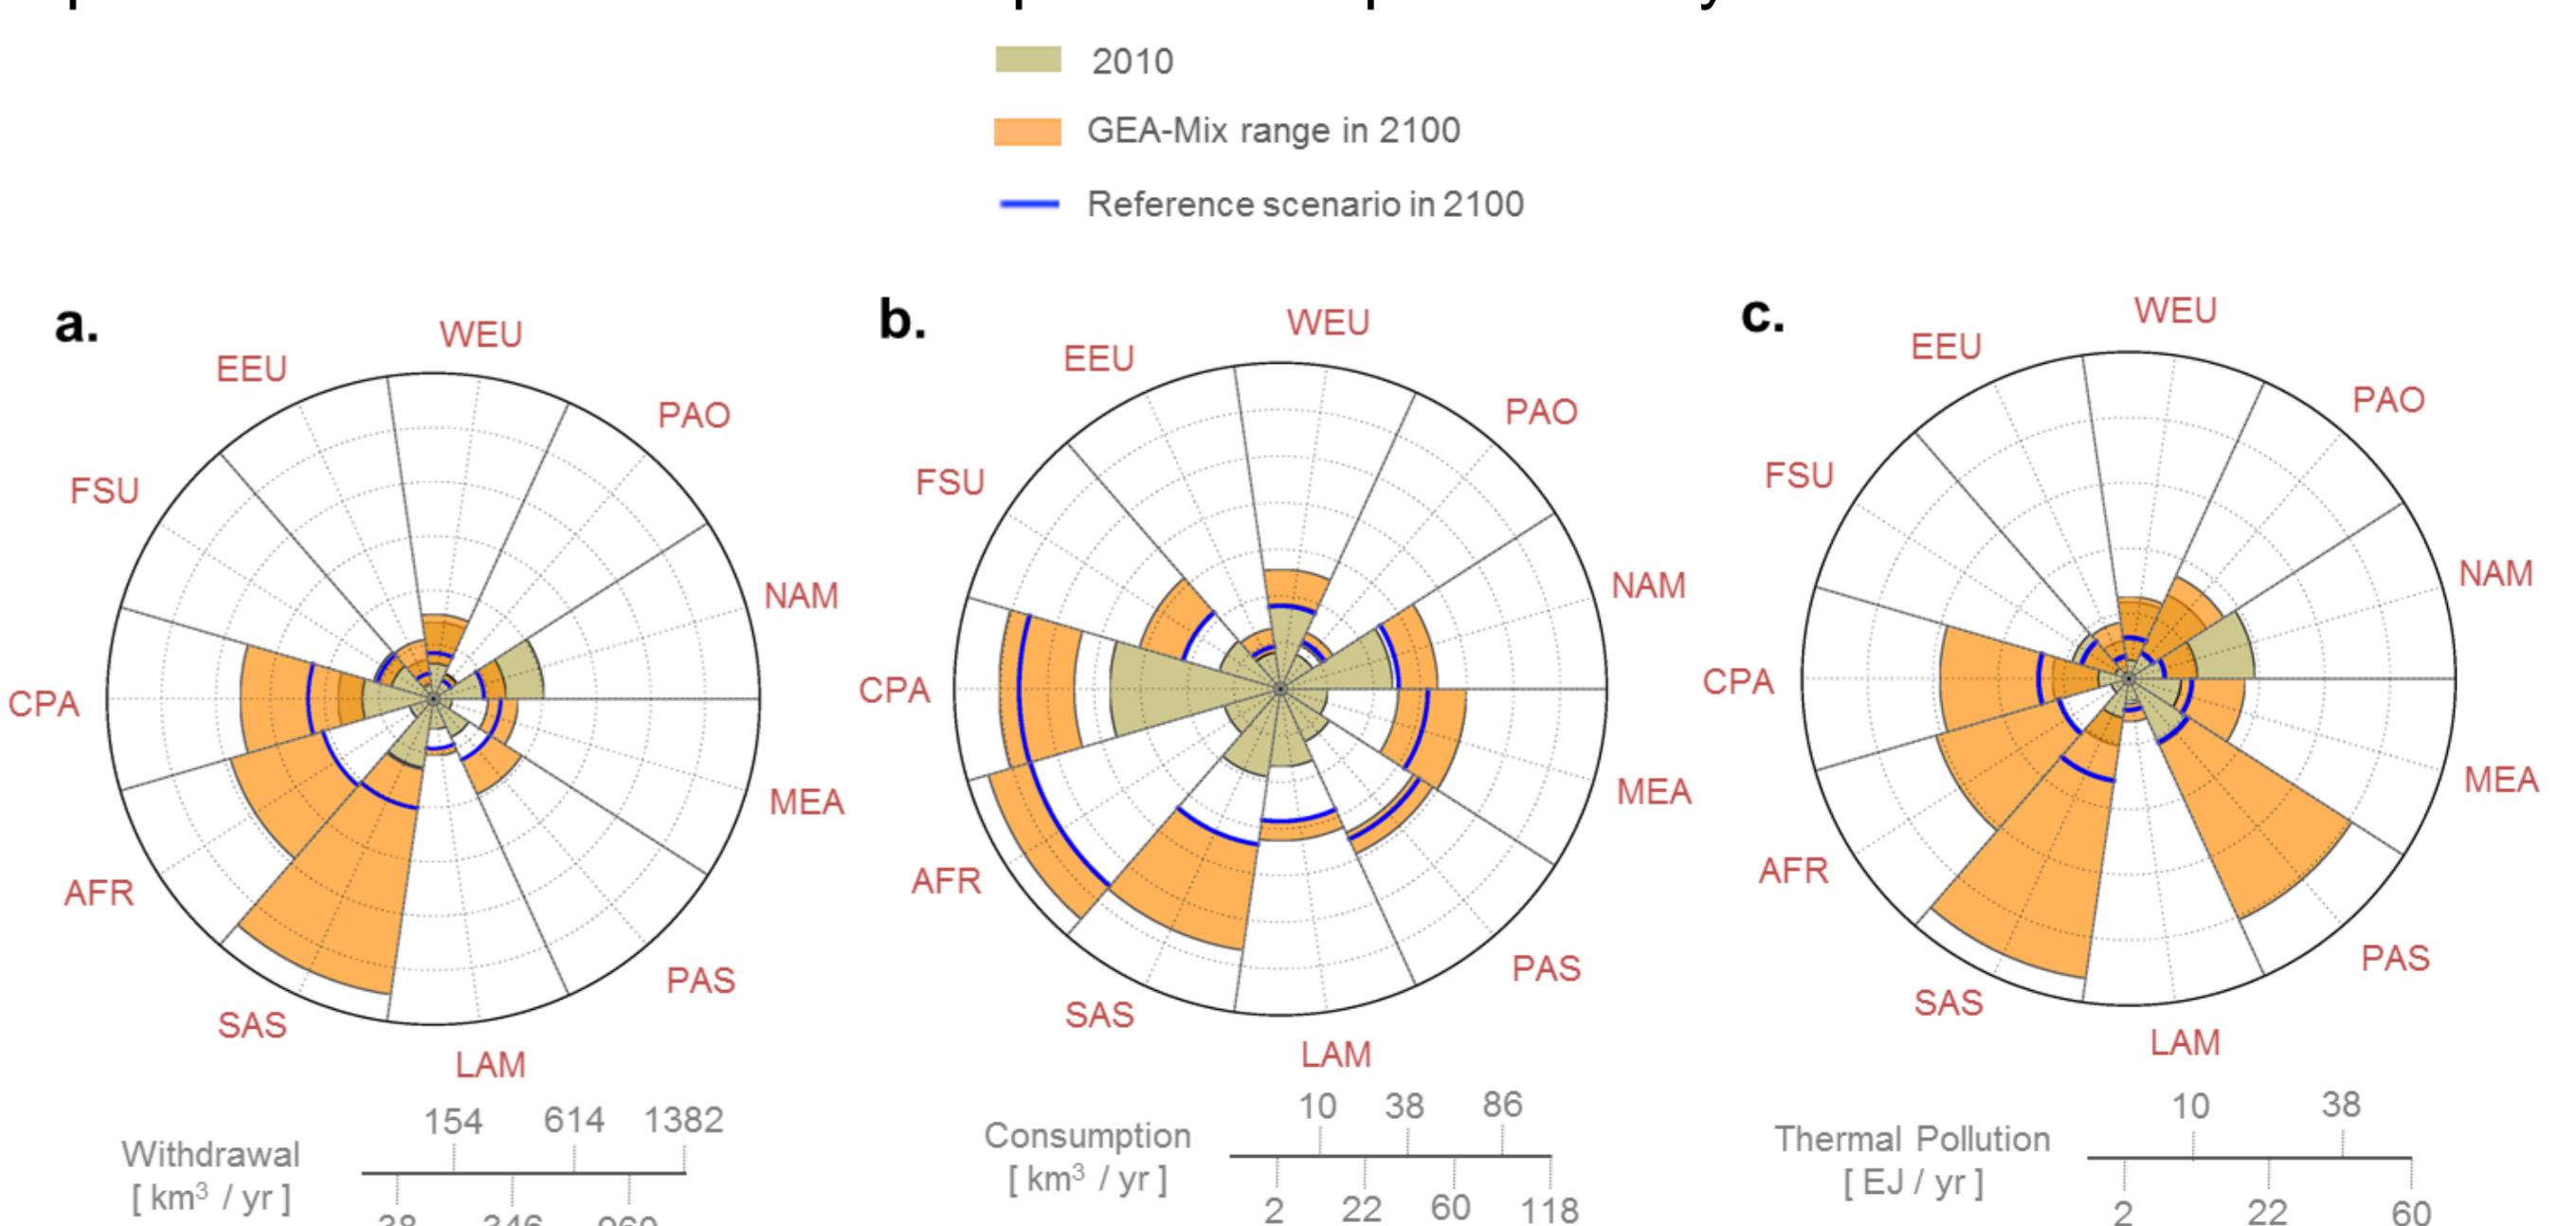 2010
GEA-Mix range in 2100
Reference scenario in 2100
a.
WEU
EEU
PAO
FSU
NAM
CPA
MEA
AFR
PAS
SAS
LAM
154 614 1382
Withdrawal
[ km³ / yr ]
38 346 960
b.
WEU
EEU
PAO
FSU
NAM
CPA
MEA
AFR
PAS
SAS
LAM
10 38 86
Consumption
[ km³ / yr ]
2 22 60 118
c.
WEU
EEU
PAO
FSU
NAM
CPA
MEA
AFR
PAS
SAS
LAM
10 38
Thermal Pollution
[ EJ / yr ]
2 22 60